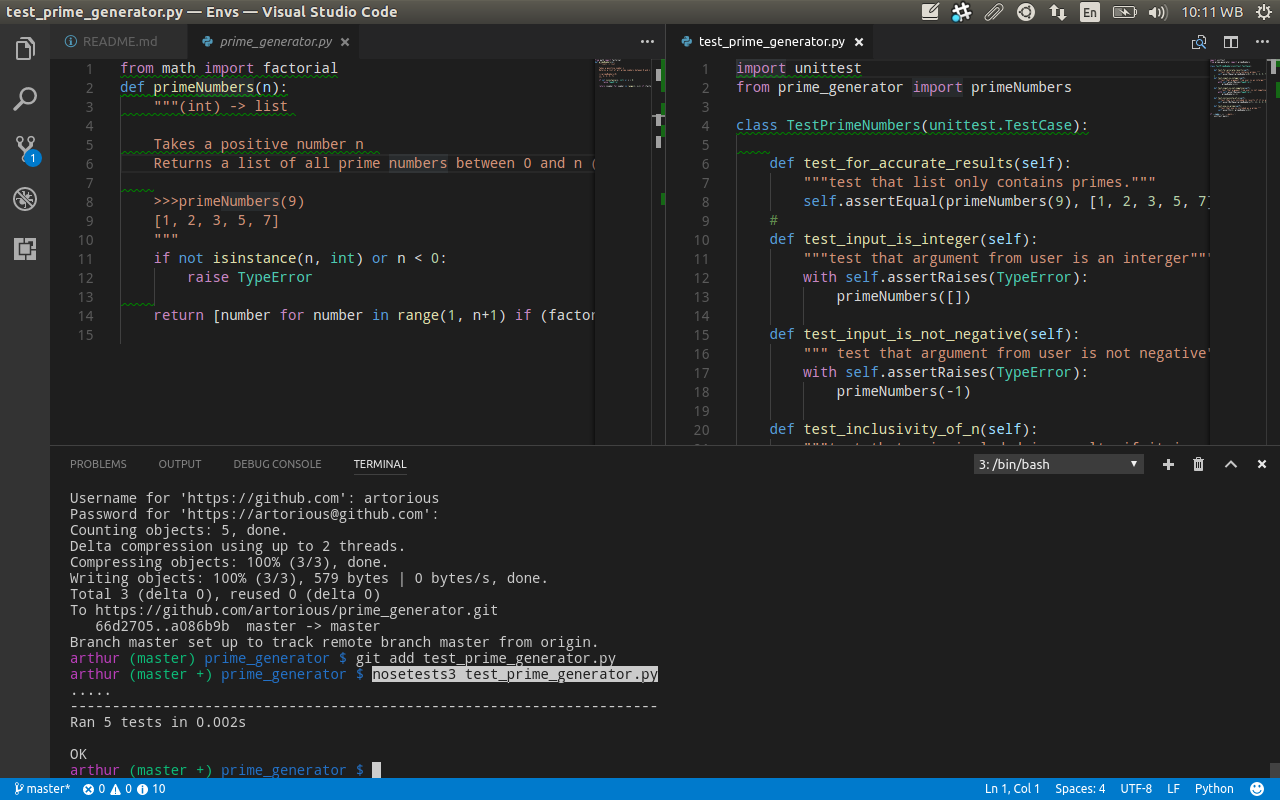 test_prime_generator.py — Envs — Visual Studio Code
En
10:11 WB
README.md
prime_generator.py
1 from math import factorial
2 def primeNumbers(n):
3 """(int) -> list
4
5 Takes a positive number n
6 Returns a list of all prime numbers between 0 and n (
7
8 >>>primeNumbers(9)
9 [1, 2, 3, 5, 7]
10 """
11 if not isinstance(n, int) or n < 0:
12 raise TypeError
13
14 return [number for number in range(1, n+1) if (factor
15
test_prime_generator.py
1 import unittest
2 from prime_generator import primeNumbers
3
4 class TestPrimeNumbers(unittest.TestCase):
5
6 def test_for_accurate_results(self):
7 """test that list only contains primes."""
8 self.assertEqual(primeNumbers(9), [1, 2, 3, 5, 7]
9 #
10 def test_input_is_integer(self):
11 """test that argument from user is an interger"""
12 with self.assertRaises(TypeError):
13 primeNumbers([])
14
15 def test_input_is_not_negative(self):
16 """ test that argument from user is not negative"
17 with self.assertRaises(TypeError):
18 primeNumbers(-1)
19
20 def test_inclusivity_of_n(self):
1
PROBLEMS OUTPUT DEBUG CONSOLE TERMINAL
3: /bin/bash
Username for 'https://github.com': artorious
Password for 'https://artorious@github.com':
Counting objects: 5, done.
Delta compression using up to 2 threads.
Compressing objects: 100% (3/3), done.
Writing objects: 100% (3/3), 579 bytes | 0 bytes/s, done.
Total 3 (delta 0), reused 0 (delta 0)
To https://github.com/artorious/prime_generator.git
66d2705..a086b9b master -> master
Branch master set up to track remote branch master from origin.
arthur (master) prime_generator $ git add test_prime_generator.py
arthur (master +) prime_generator $ nosetests3 test_prime_generator.py
.....
----------------------------------------------------------------------
Ran 5 tests in 0.002s
OK
arthur (master +) prime_generator $
master* 0 0 10
Ln 1, Col 1 Spaces: 4 UTF-8 LF Python